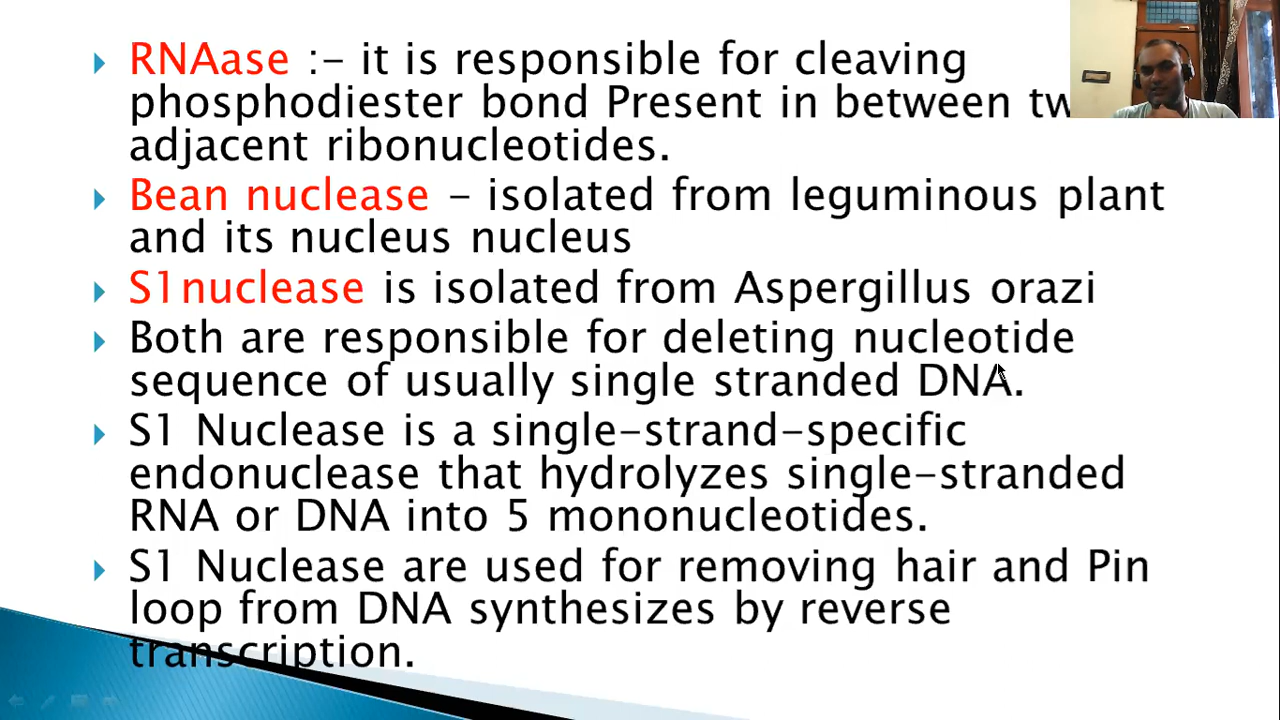 RNAase :- it is responsible for cleaving
phosphodiester bond Present in between tw
adjacent ribonucleotides.
Bean nuclease - isolated from leguminous plant
and its nucleus nucleus
S1nuclease is isolated from Aspergillus orazi
Both are responsible for deleting nucleotide
sequence of usually single stranded DNA.
S1 Nuclease is a single-strand-specific
endonuclease that hydrolyzes single-stranded
RNA or DNA into 5 mononucleotides.
S1 Nuclease are used for removing hair and Pin
loop from DNA synthesizes by reverse
transcription.